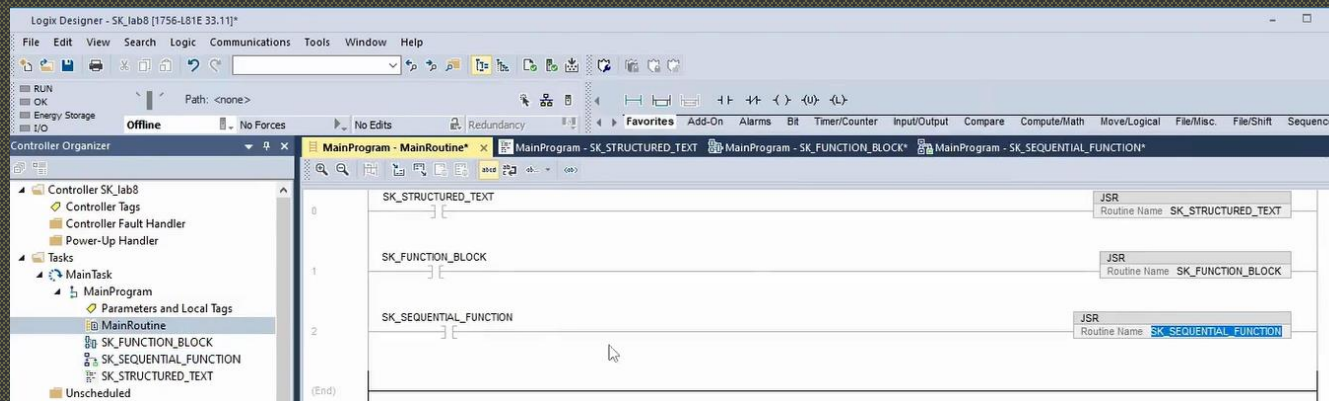 Logix Designer - SK_lab8 [1756-L81E 33.11]*
File Edit View Search Logic Communications Tools Window Help
RUN
OK
Energy Storage
I/O
Path: <none>
Offline
No Forces
No Edits
Redundancy
Favorites Add-On Alarms Bit Timer/Counter Input/Output Compare Compute/Math Move/Logical File/Misc. File/Shift Sequenc
Controller Organizer
MainProgram - MainRoutine* MainProgram - SK_STRUCTURED_TEXT MainProgram - SK_FUNCTION_BLOCK* MainProgram - SK_SEQUENTIAL_FUNCTION*
Controller SK_lab8
Controller Tags
Controller Fault Handler
Power-Up Handler
Tasks
MainTask
MainProgram
Parameters and Local Tags
MainRoutine
SK_FUNCTION_BLOCK
SK_SEQUENTIAL_FUNCTION
SK_STRUCTURED_TEXT
Unscheduled
0
SK_STRUCTURED_TEXT
JSR
Routine Name SK_STRUCTURED_TEXT
1
SK_FUNCTION_BLOCK
JSR
Routine Name SK_FUNCTION_BLOCK
2
SK_SEQUENTIAL_FUNCTION
JSR
Routine Name SK_SEQUENTIAL_FUNCTION
(End)